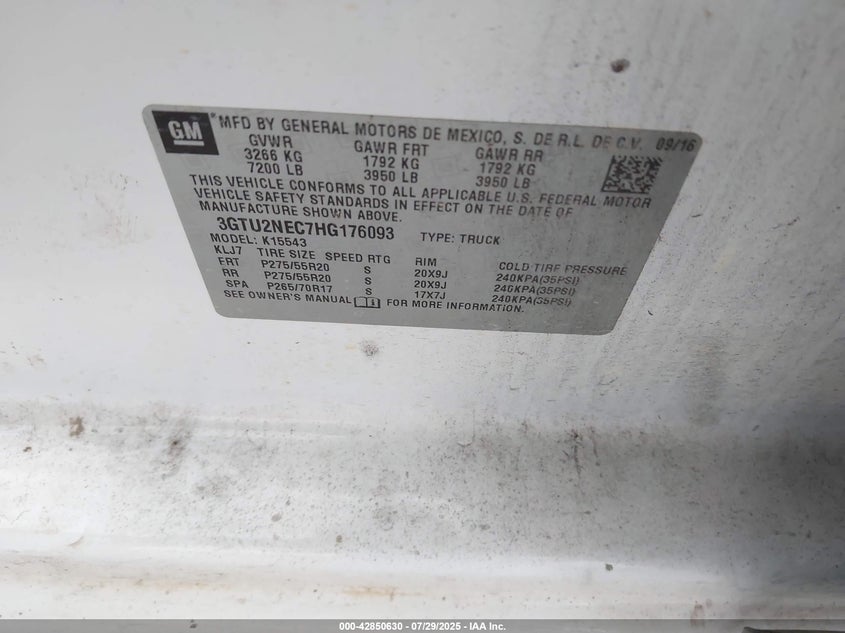 GM
*MFD BY GENERAL MOTORS DE MEXICO, S. DE R.L. DE C.V. 09/16
GVWR GAWR FRT GAWR RR
3266 KG 1792 KG 1792 KG
7200 LB 3950 LB 3950 LB
THIS VEHICLE CONFORMS TO ALL APPLICABLE U.S. FEDERAL MOTOR
VEHICLE SAFETY STANDARDS IN EFFECT ON THE DATE OF
MANUFACTURE SHOWN ABOVE.
3GTU2NEC7HG176093 TYPE: TRUCK
MODEL: K15543
KLJ7 TIRE SIZE SPEED RTG RIM COLD TIRE PRESSURE
FRT P275/55R20 S 20X9J 240KPA(35PSI)
RR P275/55R20 S 20X9J 240KPA(35PSI)
SPA P265/70R17 S 17X7J 240KPA(35PSI)
SEE OWNER'S MANUAL FOR MORE INFORMATION.
000-42850630 - 07/29/2025 - IAA Inc.